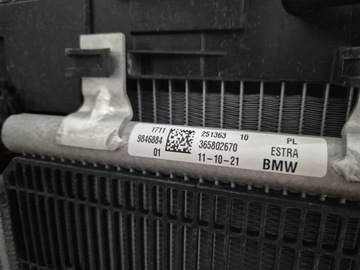 1711 251363 10 PL
9846884 365802670 ESTRA
01 11-10-21 BMW